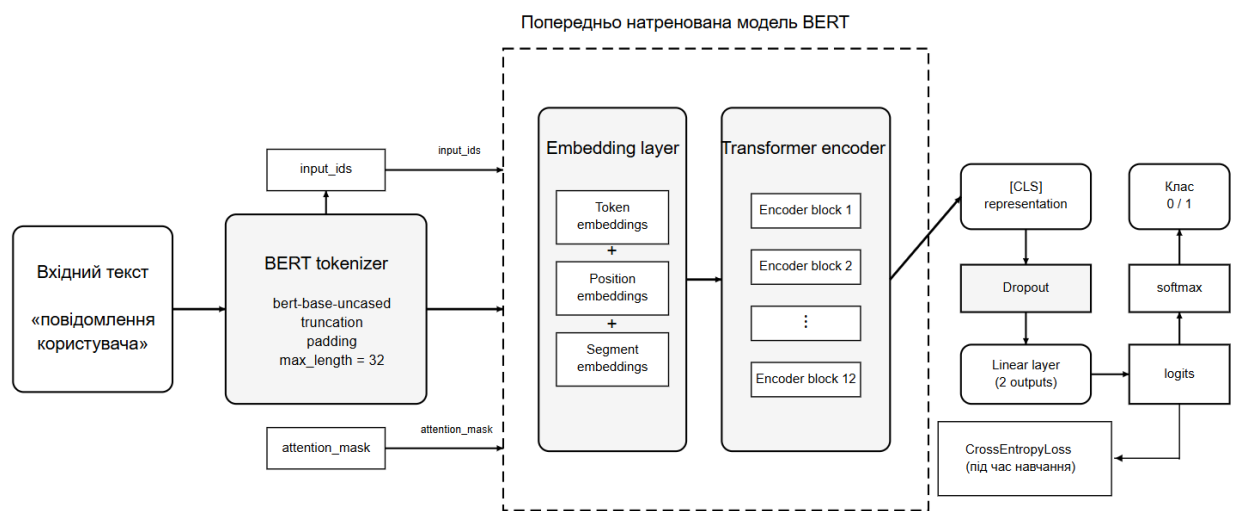 Попередньо натренована модель BERT
Вхідний текст
«повідомлення
користувача»
input_ids
input_ids
BERT tokenizer
bert-base-uncased
truncation
padding
max_length = 32
attention_mask
attention_mask
Embedding layer
Token
embeddings
+
Position
embeddings
+
Segment
embeddings
Transformer encoder
Encoder block 1
Encoder block 2
⋮
Encoder block 12
[CLS]
representation
Dropout
Linear layer
(2 outputs)
Клас
0 / 1
softmax
logits
CrossEntropyLoss
(під час навчання)